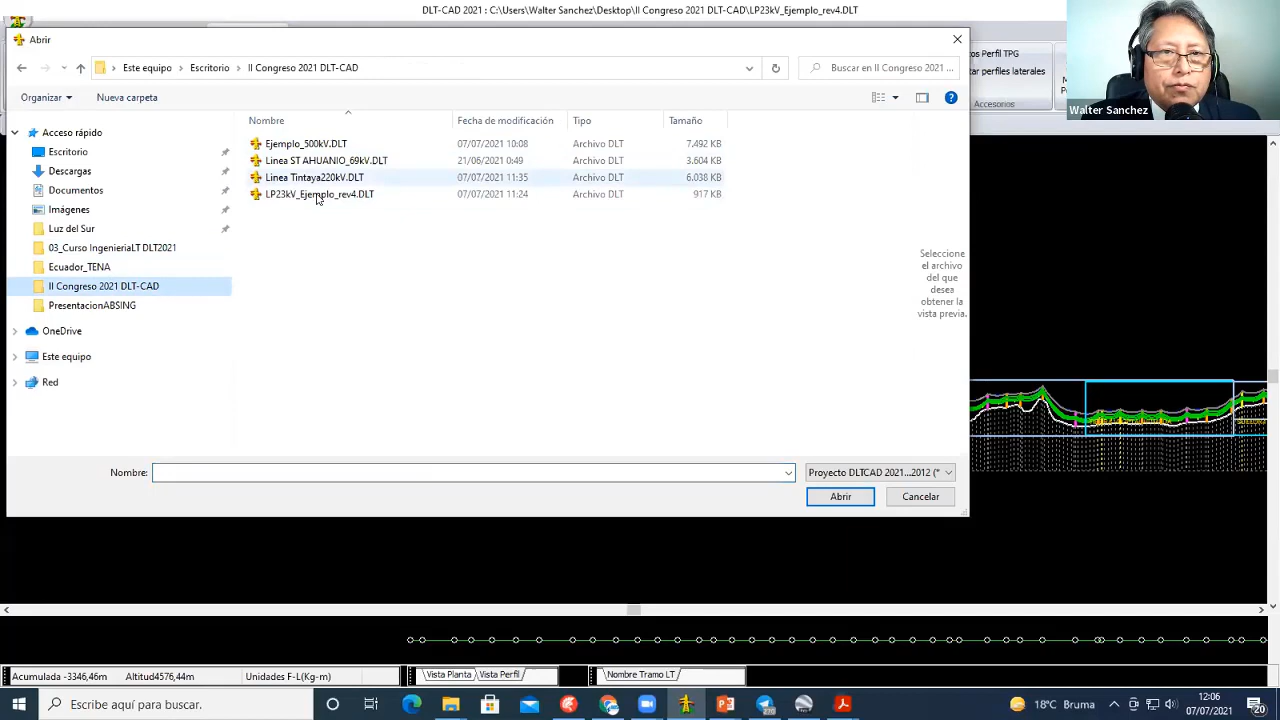 DLT-CAD 2021 : C:\Users\Walter Sanchez\Desktop\II Congreso 2021 DLT-CAD\LP23kV_Ejemplo_rev4.DLT
Abrir
Este equipo > Escritorio > II Congreso 2021 DLT-CAD
Buscar en II Congreso 2021 ...
Organizar
Nueva carpeta
Acceso rápido
Escritorio
Descargas
Documentos
Imágenes
Luz del Sur
03_Curso IngenieriaLT DLT2021
Ecuador_TENA
II Congreso 2021 DLT-CAD
PresentacionABSING
OneDrive
Este equipo
Red
Nombre Fecha de modificación Tipo Tamaño
Ejemplo_500kV.DLT 07/07/2021 10:08 Archivo DLT 7.492 KB
Linea ST AHUANIO_69kV.DLT 21/06/2021 0:49 Archivo DLT 3.604 KB
Linea Tintaya220kV.DLT 07/07/2021 11:35 Archivo DLT 6.038 KB
LP23kV_Ejemplo_rev4.DLT 07/07/2021 11:24 Archivo DLT 917 KB
Seleccione
el archivo
del que
desea
obtener la
vista previa.
Nombre:
Proyecto DLTCAD 2021...2012 (*
Abrir
Cancelar
os Perfil TPG
tar perfiles laterales
Accesorios
Walter Sanchez
Acumulada -3346,46m Altitud4576,44m Unidades F-L(Kg-m)
Vista Planta Vista Perfil Nombre Tramo LT
Escribe aquí para buscar.
18°C Bruma
12:06
07/07/2021
20